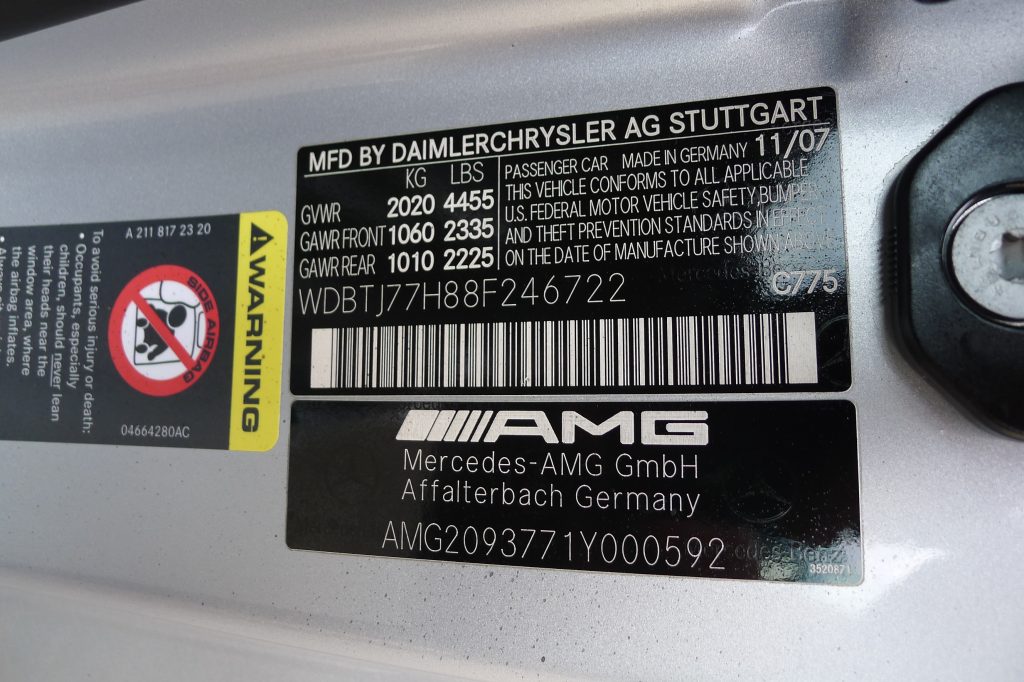 MFD BY DAIMLERCHRYSLER AG STUTTGART
KG LBS
GVWR 2020 4455
GAWR FRONT 1060 2335
GAWR REAR 1010 2225
PASSENGER CAR MADE IN GERMANY 11/07
THIS VEHICLE CONFORMS TO ALL APPLICABLE
U.S. FEDERAL MOTOR VEHICLE SAFETY, BUMPER
AND THEFT PREVENTION STANDARDS IN EFFECT
ON THE DATE OF MANUFACTURE SHOWN ABOVE
WDBTJ77H88F246722
C775
AMG
Mercedes-AMG GmbH
Affalterbach Germany
AMG2093771Y000592
Mercedes-Benz
3520871
WARNING
A 211 817 23 20
SIDE AIRBAG
To avoid serious injury or death:
• Occupants, especially
children, should never lean
their heads near the
window area, where
the airbag inflates.
04664280AC